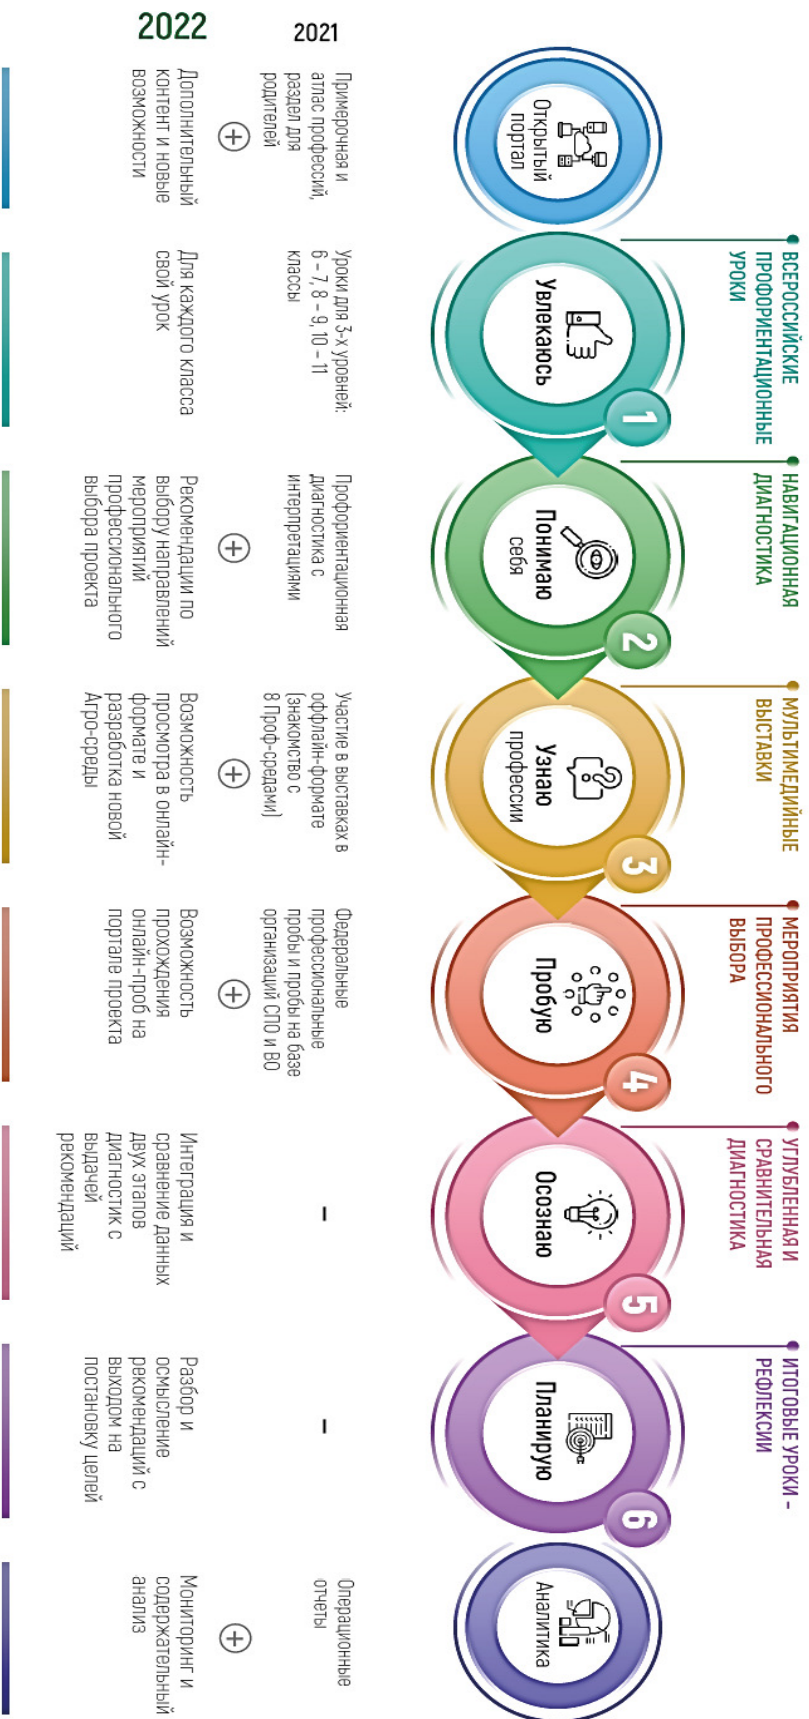 ВСЕРОССИЙСКИЕ
ПРОФОРИЕНТАЦИОННЫЕ
УРОКИ
НАВИГАЦИОННАЯ
ДИАГНОСТИКА
МУЛЬТИМЕДИЙНЫЕ
ВЫСТАВКИ
МЕРОПРИЯТИЯ
ПРОФЕССИОНАЛЬНОГО
ВЫБОРА
УГЛУБЛЕННАЯ И
СРАВНИТЕЛЬНАЯ
ДИАГНОСТИКА
ИТОГОВЫЕ УРОКИ –
РЕФЛЕКСИИ
Открытый
портал
1
Увлекаюсь
2
Понимаю
себя
3
Узнаю
профессии
4
Пробую
5
Осознаю
6
Планирую
Аналитика
2021
Примерочная и
атлас профессий,
раздел для
родителей
Уроки для 3-х уровней:
6 – 7, 8 – 9, 10 – 11
классы
Профориентационная
диагностика с
интерпретациями
Участие в выставках в
оффлайн-формате
(знакомство с
8 Проф-средами)
Федеральные
профессиональные
пробы и пробы на базе
организаций СПО и ВО
–
–
Операционные
отчеты
+
+
+
+
+
2022
Дополнительный
контент и новые
возможности
Для каждого класса
свой урок
Рекомендации по
выбору направлений
мероприятий
профессионального
выбора проекта
Возможность
просмотра в онлайн-
формате и
разработка новой
Агро-среды
Возможность
прохождения
онлайн-проб на
портале проекта
Интеграция и
сравнение данных
двух этапов
диагностик с
выдачей
рекомендаций
Разбор и
осмысление
рекомендаций с
выходом на
постановку целей
Мониторинг и
содержательный
анализ